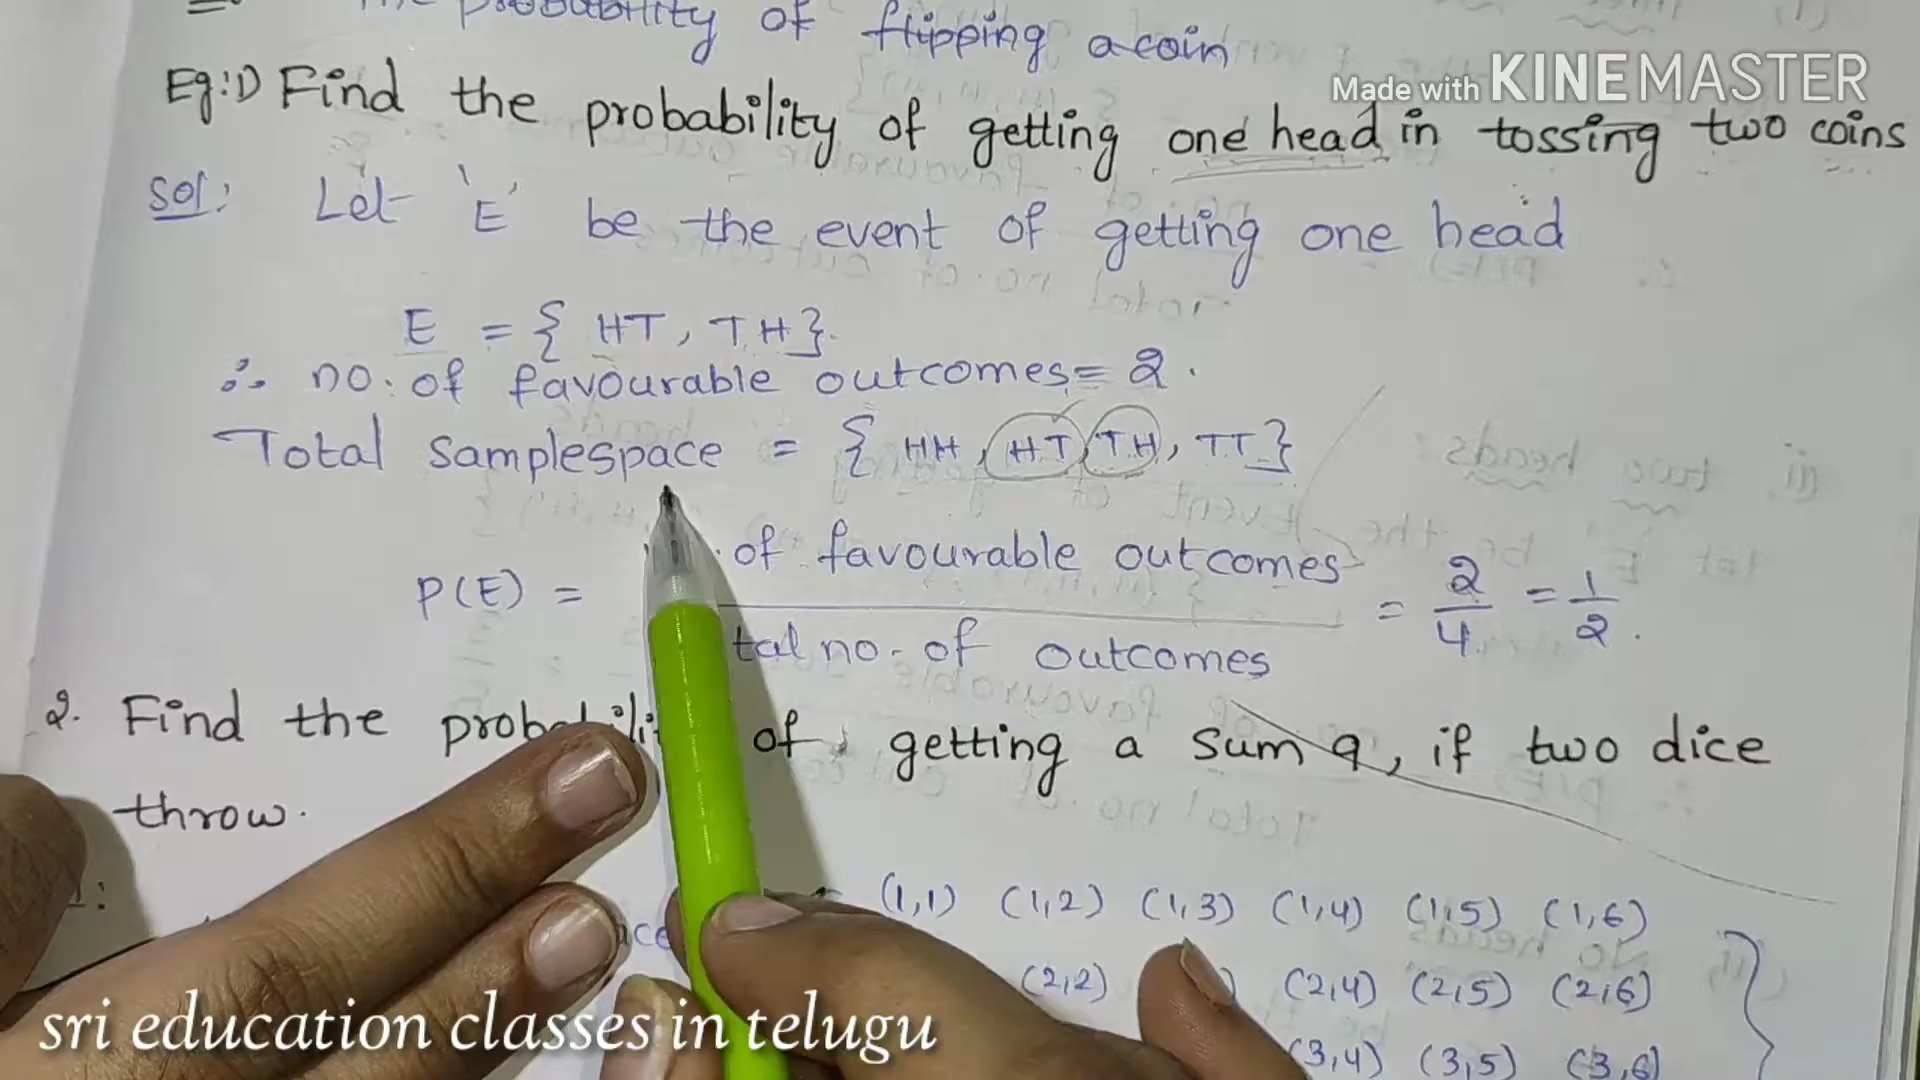 The probability of flipping a coin
Made with KINEMASTER
Eg:1) Find the probability of getting one head in tossing two coins
Sol: Let 'E' be the event of getting one head
E = { HT, TH}.
∴ no. of favourable outcomes = 2.
Total samplespace = { HH, HT, TH, TT}
P(E) = of favourable outcomes / tal no. of outcomes = 2/4 = 1/2.
2. Find the of getting a sum 9, if two dice
throw.
(1,1) (1,2) (1,3) (1,4) (1,5) (1,6)
(2,2) (2,4) (2,5) (2,6)
(3,4) (3,5) (3,6)
sri education classes in telugu